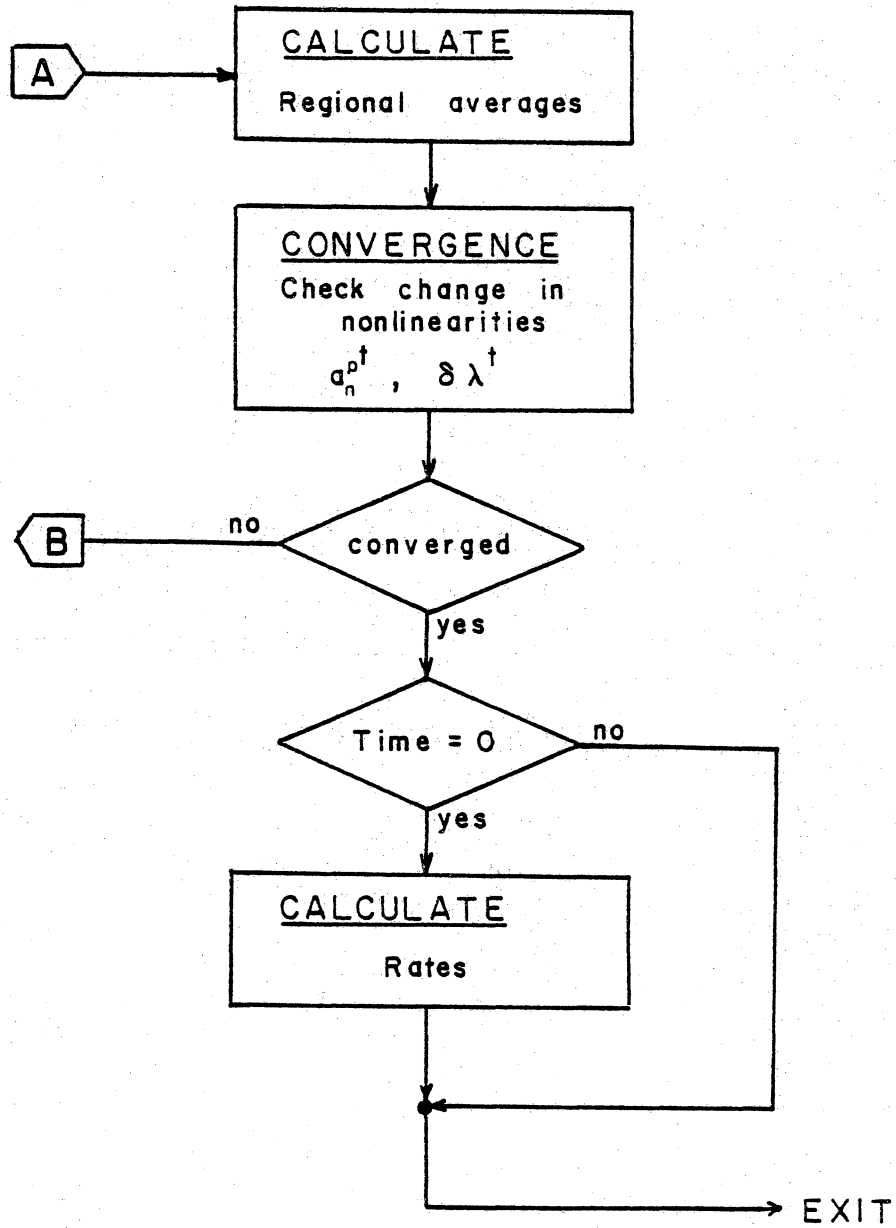 A
CALCULATE
Regional averages
CONVERGENCE
Check change in
nonlinearities
aₙᵖ† , δλ†
B
no
converged
yes
Time = 0
no
yes
CALCULATE
Rates
EXIT